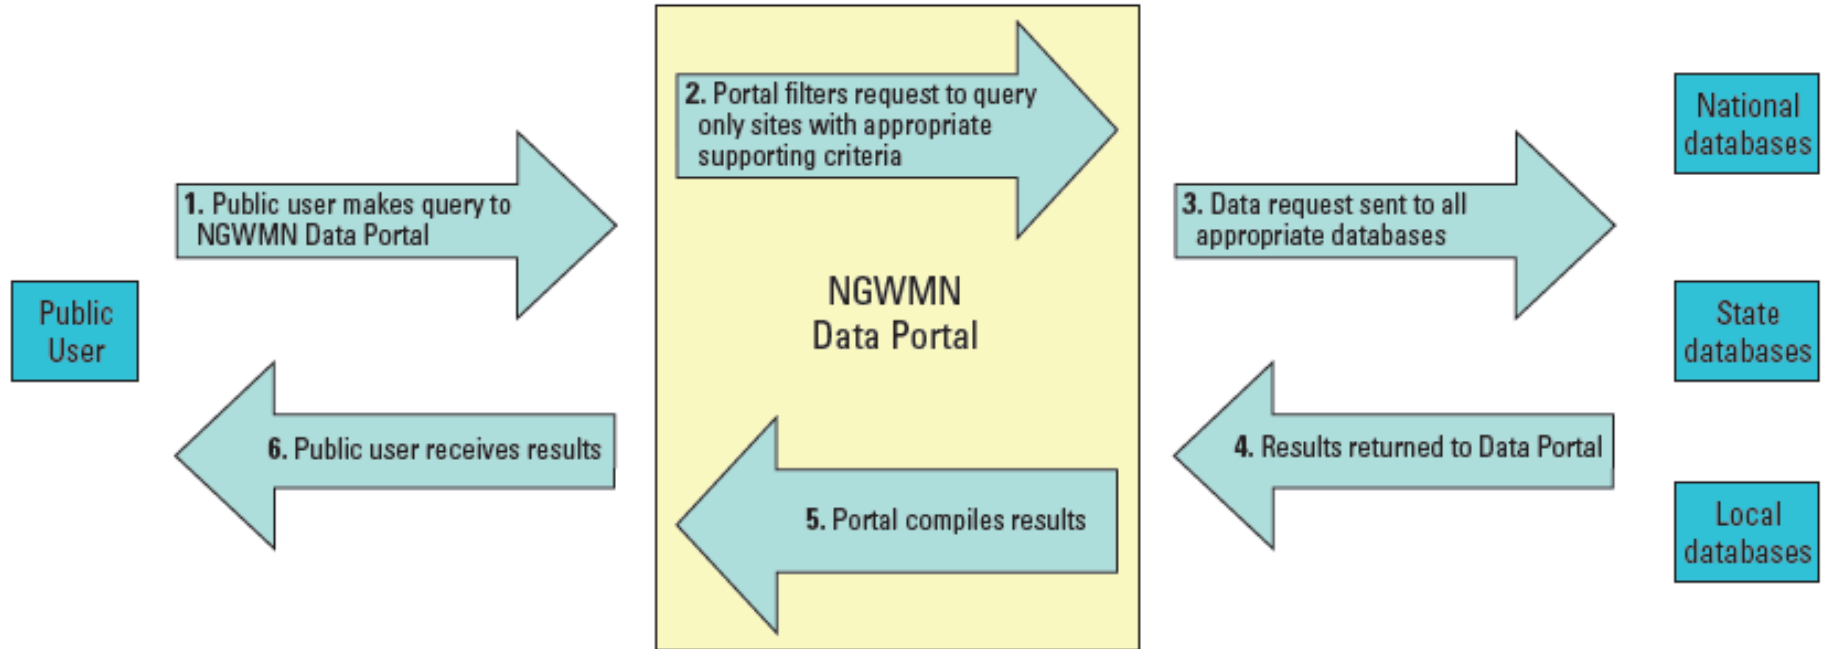 Public
User
1. Public user makes query to
NGWMN Data Portal
2. Portal filters request to query
only sites with appropriate
supporting criteria
NGWMN
Data Portal
3. Data request sent to all
appropriate databases
National
databases
State
databases
Local
databases
4. Results returned to Data Portal
5. Portal compiles results
6. Public user receives results